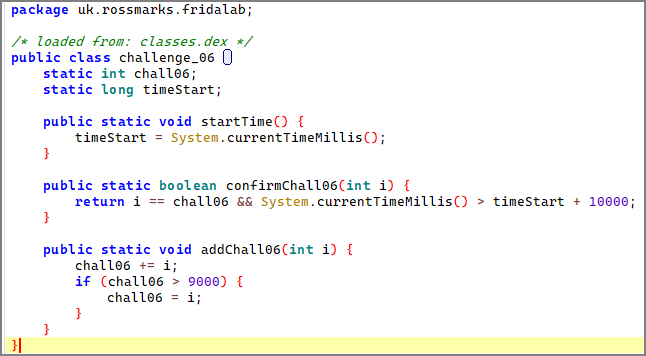 package uk.rossmarks.fridalab;
/* loaded from: classes.dex */
public class challenge_06 {
static int chall06;
static long timeStart;
public static void startTime() {
timeStart = System.currentTimeMillis();
}
public static boolean confirmChall06(int i) {
return i == chall06 && System.currentTimeMillis() > timeStart + 10000;
}
public static void addChall06(int i) {
chall06 += i;
if (chall06 > 9000) {
chall06 = i;
}
}
}